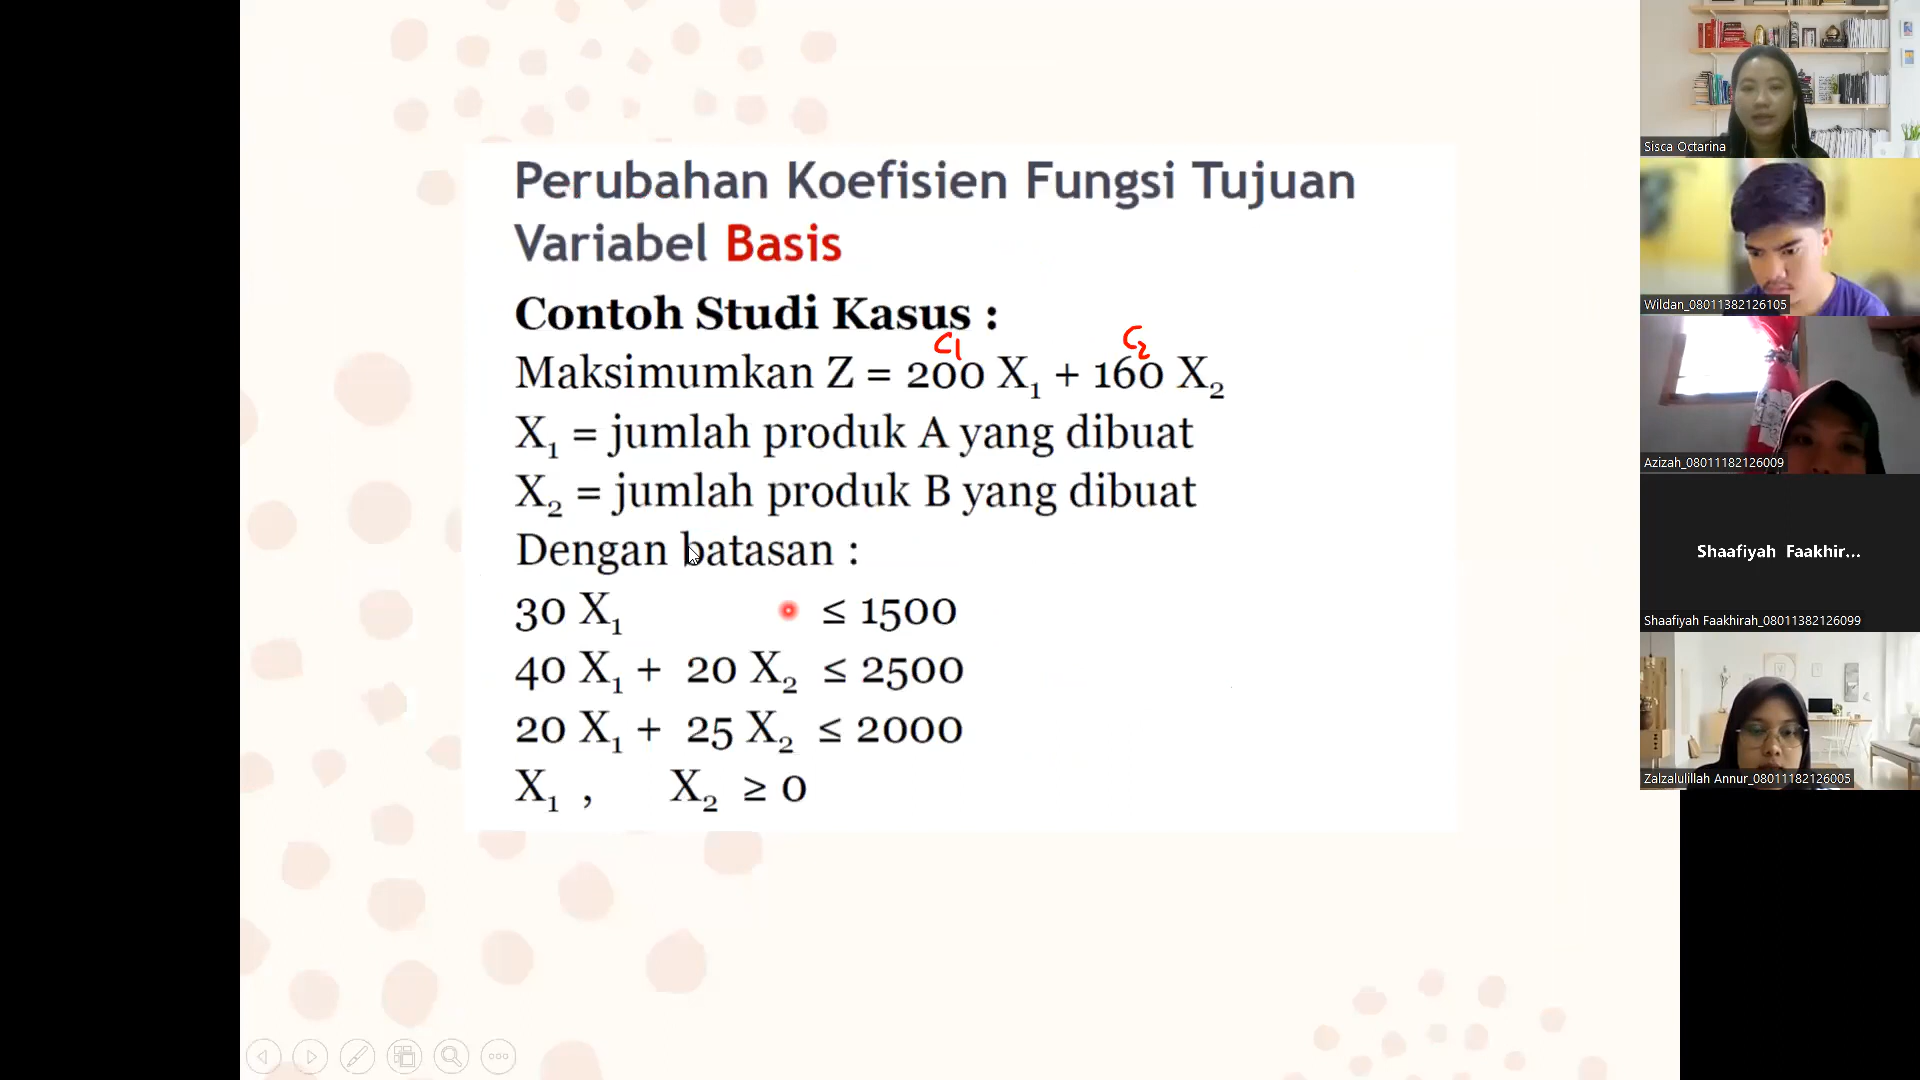 Perubahan Koefisien Fungsi Tujuan
Variabel Basis
Contoh Studi Kasus :
C₁ C₂
Maksimumkan Z = 200 X₁ + 160 X₂
X₁ = jumlah produk A yang dibuat
X₂ = jumlah produk B yang dibuat
Dengan batasan :
30 X₁ ≤ 1500
40 X₁ + 20 X₂ ≤ 2500
20 X₁ + 25 X₂ ≤ 2000
X₁ , X₂ ≥ 0
Sisca Octarina
Wildan_08011382126105
Azizah_08011182126009
Shaafiyah Faakhir...
Shaafiyah Faakhirah_08011382126099
Zalzalulillah Annur_08011182126005